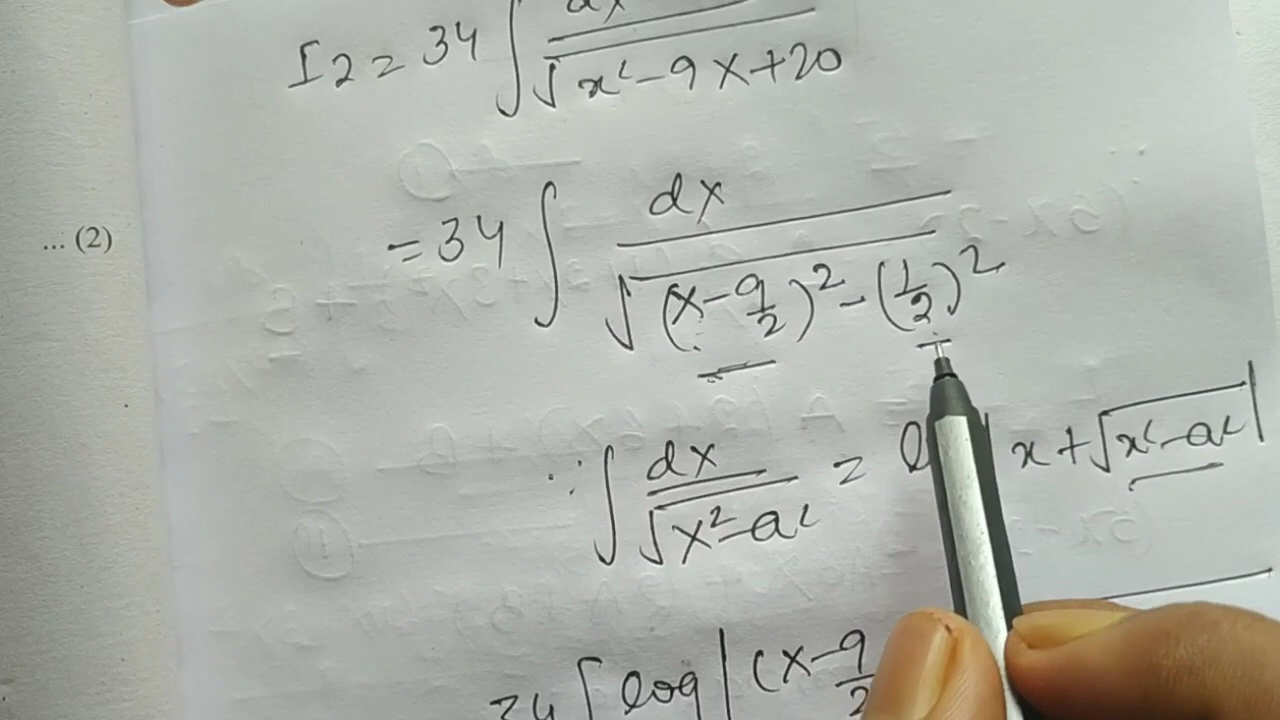 I2 = 34 ∫ dx / √x²-9x+20
... (2)
= 34 ∫ dx / √(x-9/2)²-(1/2)²
∵ ∫ dx / √x²-a² = | x+√x²-a² |
34 [ log | (x-9/2